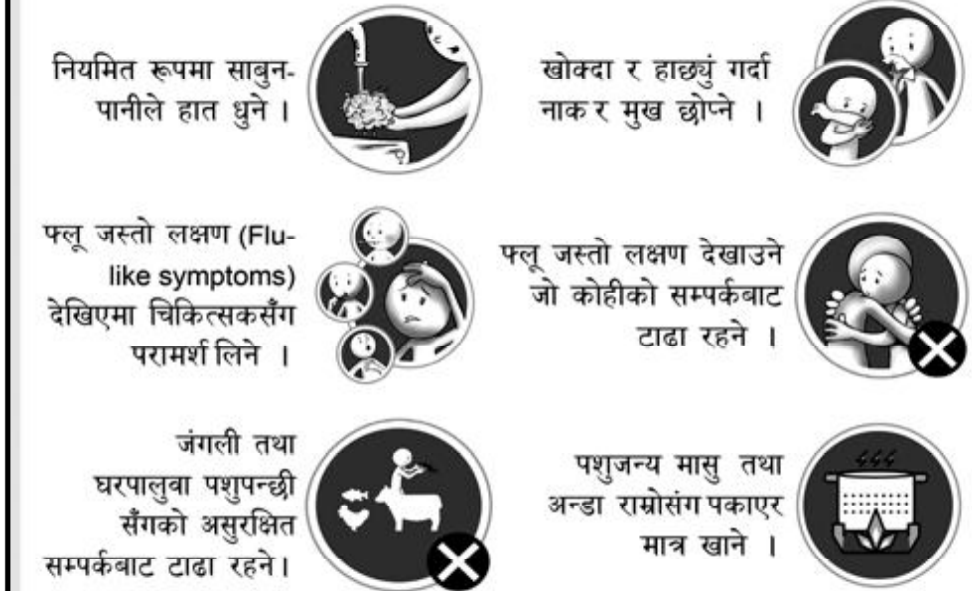 नियमित रूपमा साबुन-
पानीले हात धुने ।
खोक्दा र हाछ्युं गर्दा
नाक र मुख छोप्ने ।
फ्लू जस्तो लक्षण (Flu-
like symptoms)
देखिएमा चिकित्सकसँग
परामर्श लिने ।
फ्लू जस्तो लक्षण देखाउने
जो कोहीको सम्पर्कबाट
टाढा रहने ।
जंगली तथा
घरपालुवा पशुपन्छी
सँगको असुरक्षित
सम्पर्कबाट टाढा रहने।
पशुजन्य मासु तथा
अन्डा राम्रोसंग पकाएर
मात्र खाने ।